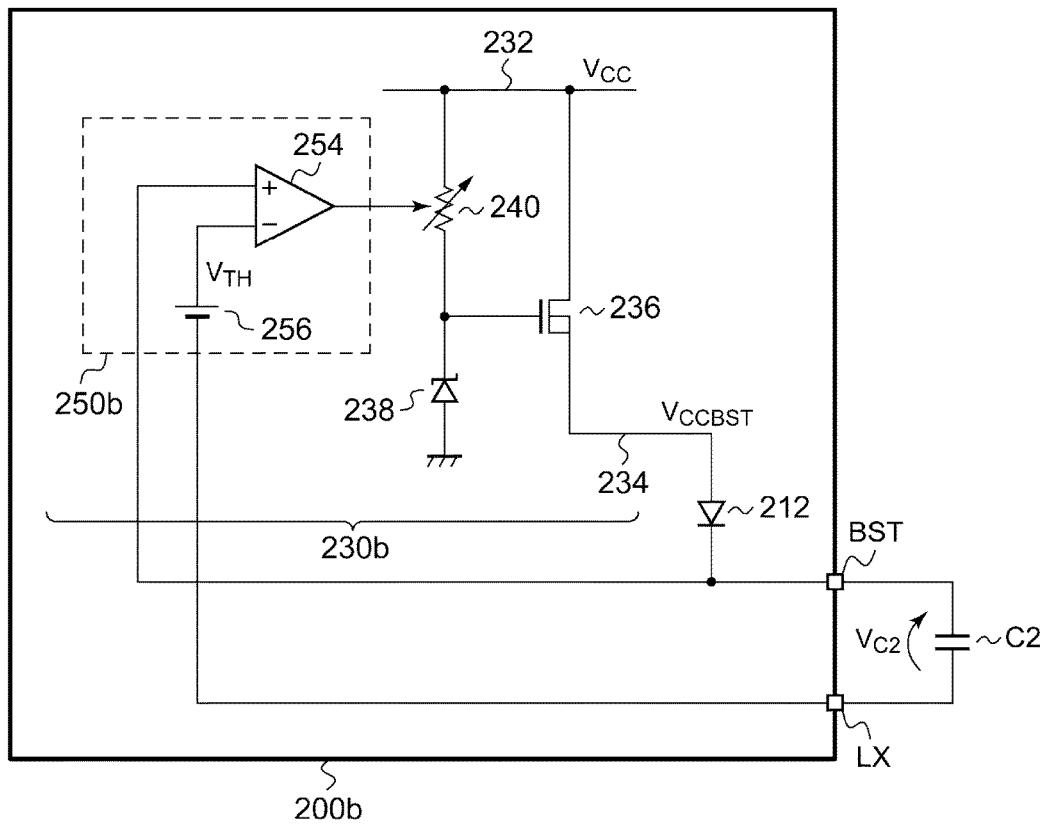 232
VCC
254
+
240
−
VTH
236
256
250b
238
VCCBST
234
212
230b
BST
VC2
C2
LX
200b